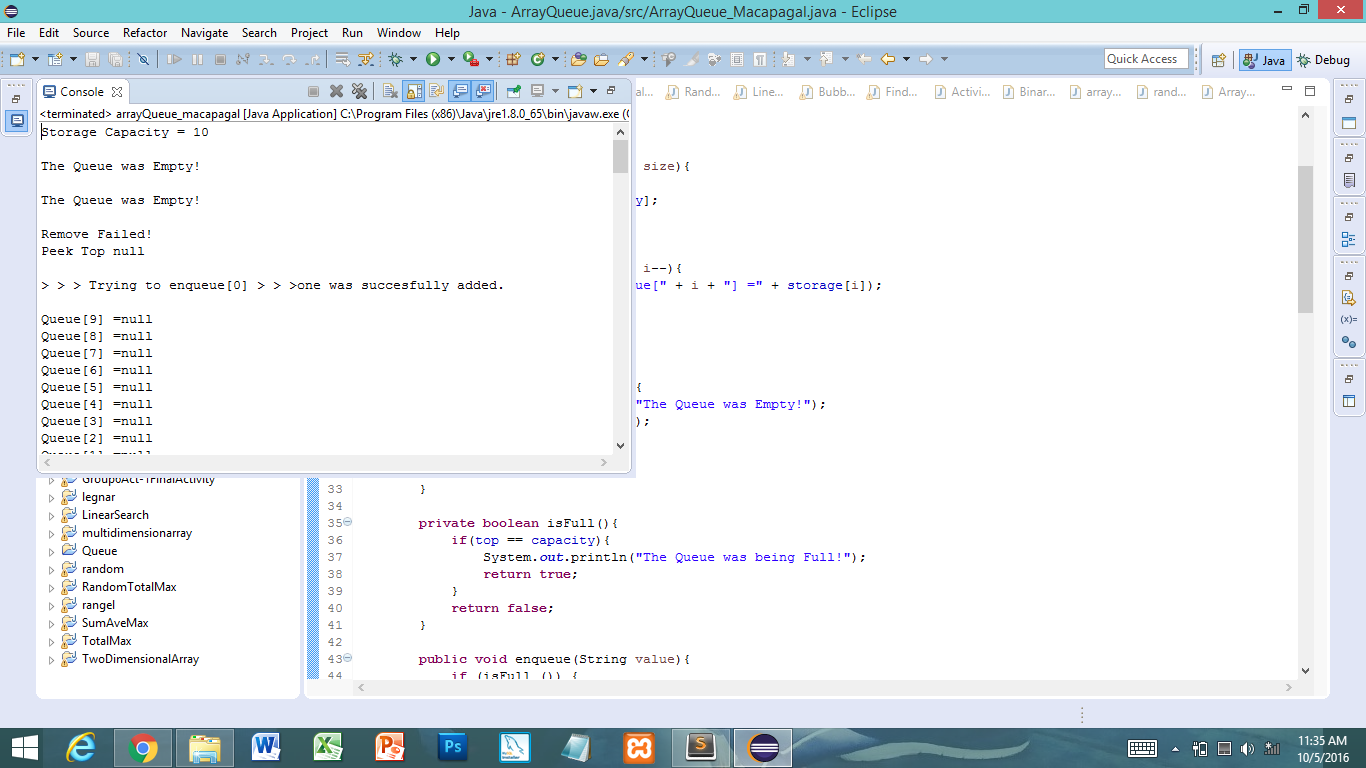 Java - ArrayQueue.java/src/ArrayQueue_Macapagal.java - Eclipse
File Edit Source Refactor Navigate Search Project Run Window Help
Quick Access
Java
Debug
Console
al... Rand... Line... Bubb... Find... Activi... Binar... array... rand... Array...
<terminated> arrayQueue_macapagal [Java Application] C:\Program Files (x86)\Java\jre1.8.0_65\bin\javaw.exe (
Storage Capacity = 10
The Queue was Empty!
The Queue was Empty!
Remove Failed!
Peek Top null
> > > Trying to enqueue[0] > > >one was succesfully added.
Queue[9] =null
Queue[8] =null
Queue[7] =null
Queue[6] =null
Queue[5] =null
Queue[4] =null
Queue[3] =null
Queue[2] =null
Queue[1] =null
size){
y];
i--){
ue[" + i + "] =" + storage[i]);
{
"The Queue was Empty!");
);
GroupoAct-1FinalActivity
legnar
LinearSearch
multidimensionarray
Queue
random
RandomTotalMax
rangel
SumAveMax
TotalMax
TwoDimensionalArray
33 }
34
35 private boolean isFull(){
36 if(top == capacity){
37 System.out.println("The Queue was being Full!");
38 return true;
39 }
40 return false;
41 }
42
43 public void enqueue(String value){
44 if (isFull ()) {
(x)=
W
X
P
Ps
S
11:35 AM
10/5/2016